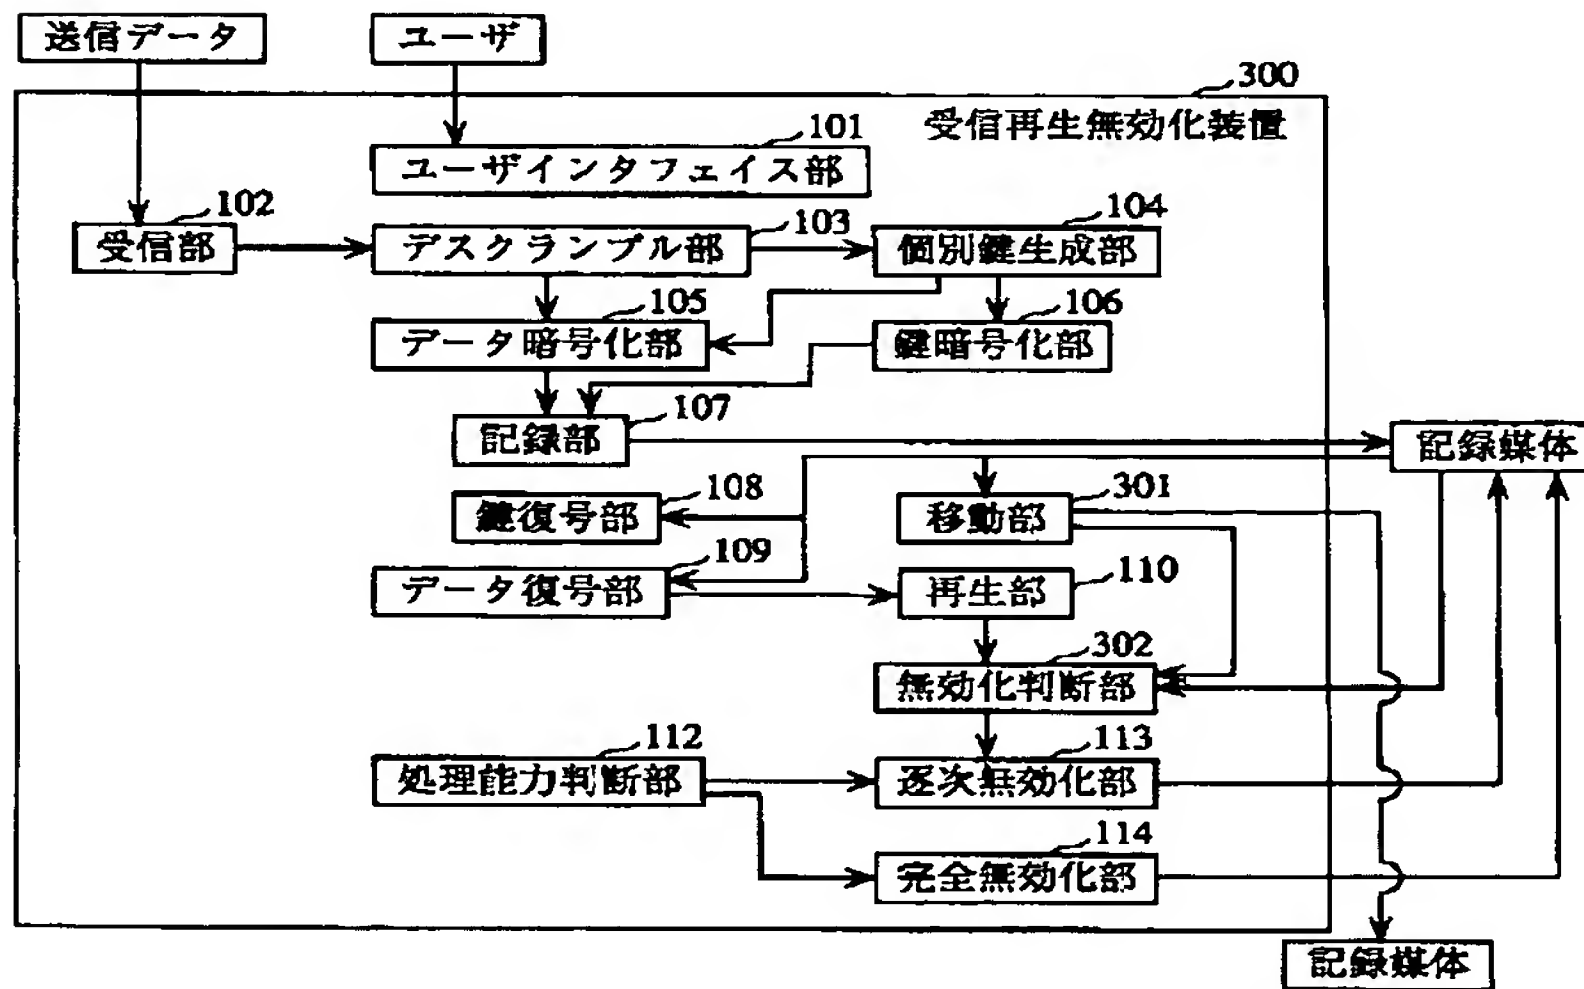 送信データ
ユーザ
300
受信再生無効化装置
101
ユーザインタフェイス部
102
受信部
103
デスクランブル部
104
個別鍵生成部
105
データ暗号化部
106
鍵暗号化部
107
記録部
記録媒体
108
鍵復号部
301
移動部
109
データ復号部
110
再生部
302
無効化判断部
112
処理能力判断部
113
逐次無効化部
114
完全無効化部
記録媒体